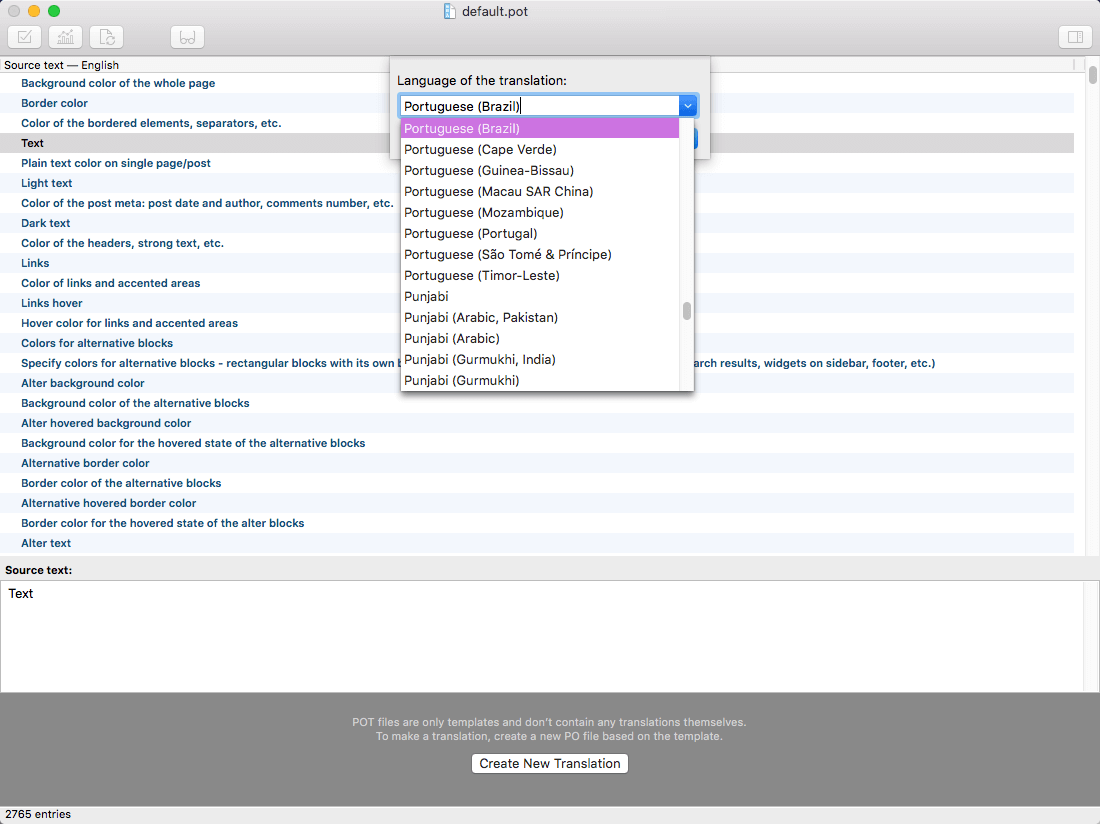 default.pot
Source text — English
Background color of the whole page
Border color
Color of the bordered elements, separators, etc.
Text
Plain text color on single page/post
Light text
Color of the post meta: post date and author, comments number, etc.
Dark text
Color of the headers, strong text, etc.
Links
Color of links and accented areas
Links hover
Hover color for links and accented areas
Colors for alternative blocks
Specify colors for alternative blocks - rectangular blocks with its own
results, widgets on sidebar, footer, etc.)
Alter background color
Background color of the alternative blocks
Alter hovered background color
Background color for the hovered state of the alternative blocks
Alternative border color
Border color of the alternative blocks
Alternative hovered border color
Border color for the hovered state of the alter blocks
Alter text
Language of the translation:
Portuguese (Brazil)
Portuguese (Brazil)
Portuguese (Cape Verde)
Portuguese (Guinea-Bissau)
Portuguese (Macau SAR China)
Portuguese (Mozambique)
Portuguese (Portugal)
Portuguese (São Tomé & Príncipe)
Portuguese (Timor-Leste)
Punjabi
Punjabi (Arabic, Pakistan)
Punjabi (Arabic)
Punjabi (Gurmukhi, India)
Punjabi (Gurmukhi)
Source text:
Text
POT files are only templates and don't contain any translations themselves.
To make a translation, create a new PO file based on the template.
Create New Translation
2765 entries